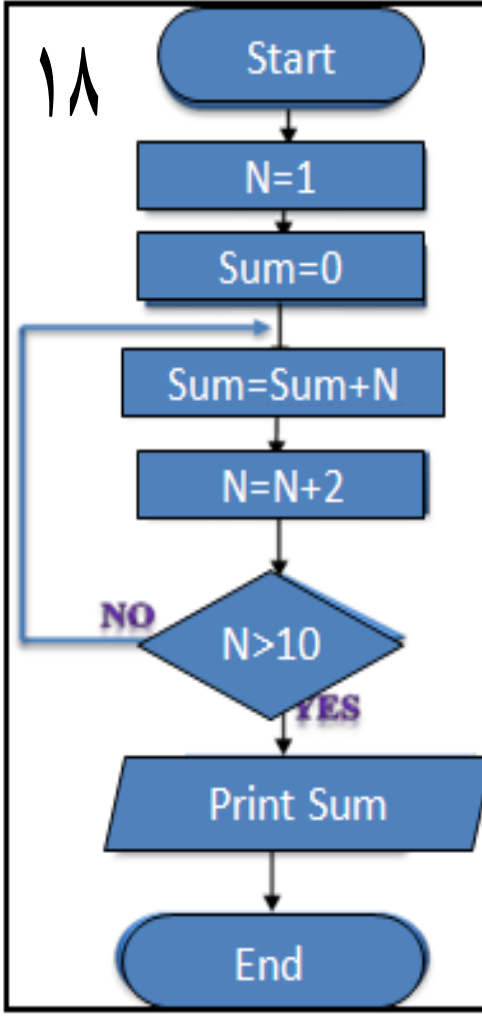 ١٨
Start
N=1
Sum=0
Sum=Sum+N
N=N+2
NO
N>10
YES
Print Sum
End